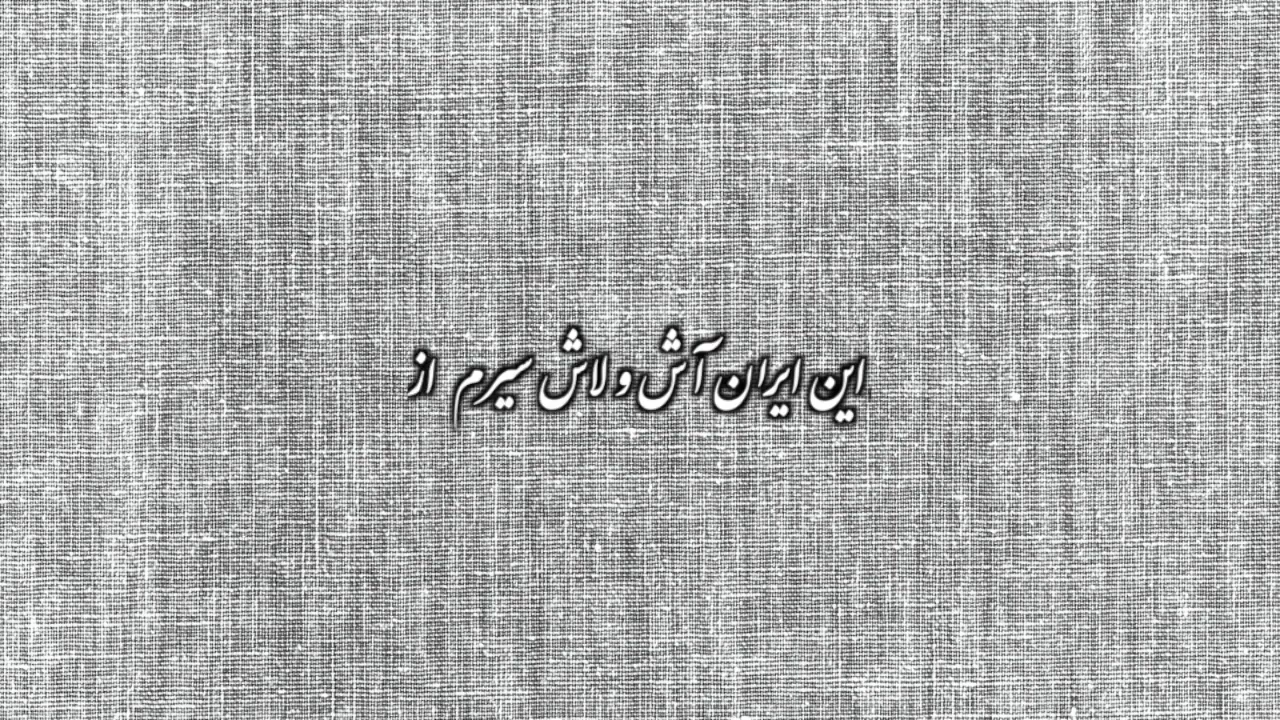 این ایران آش و لاش سیرم از